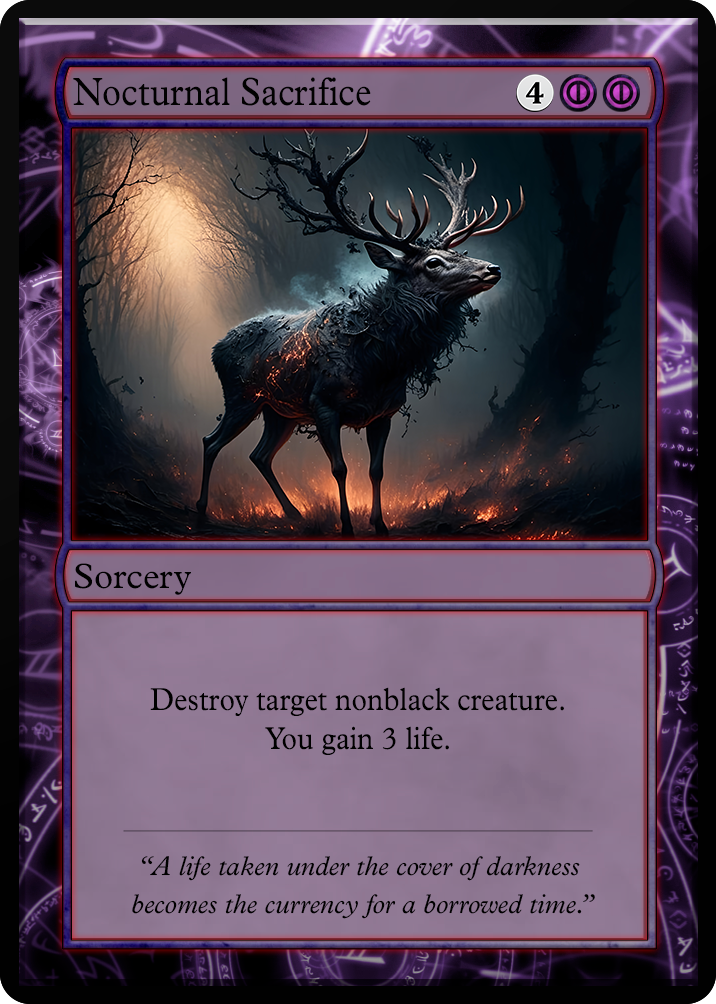 Nocturnal Sacrifice 4
Sorcery
Destroy target nonblack creature.
You gain 3 life.
“A life taken under the cover of darkness
becomes the currency for a borrowed time.”